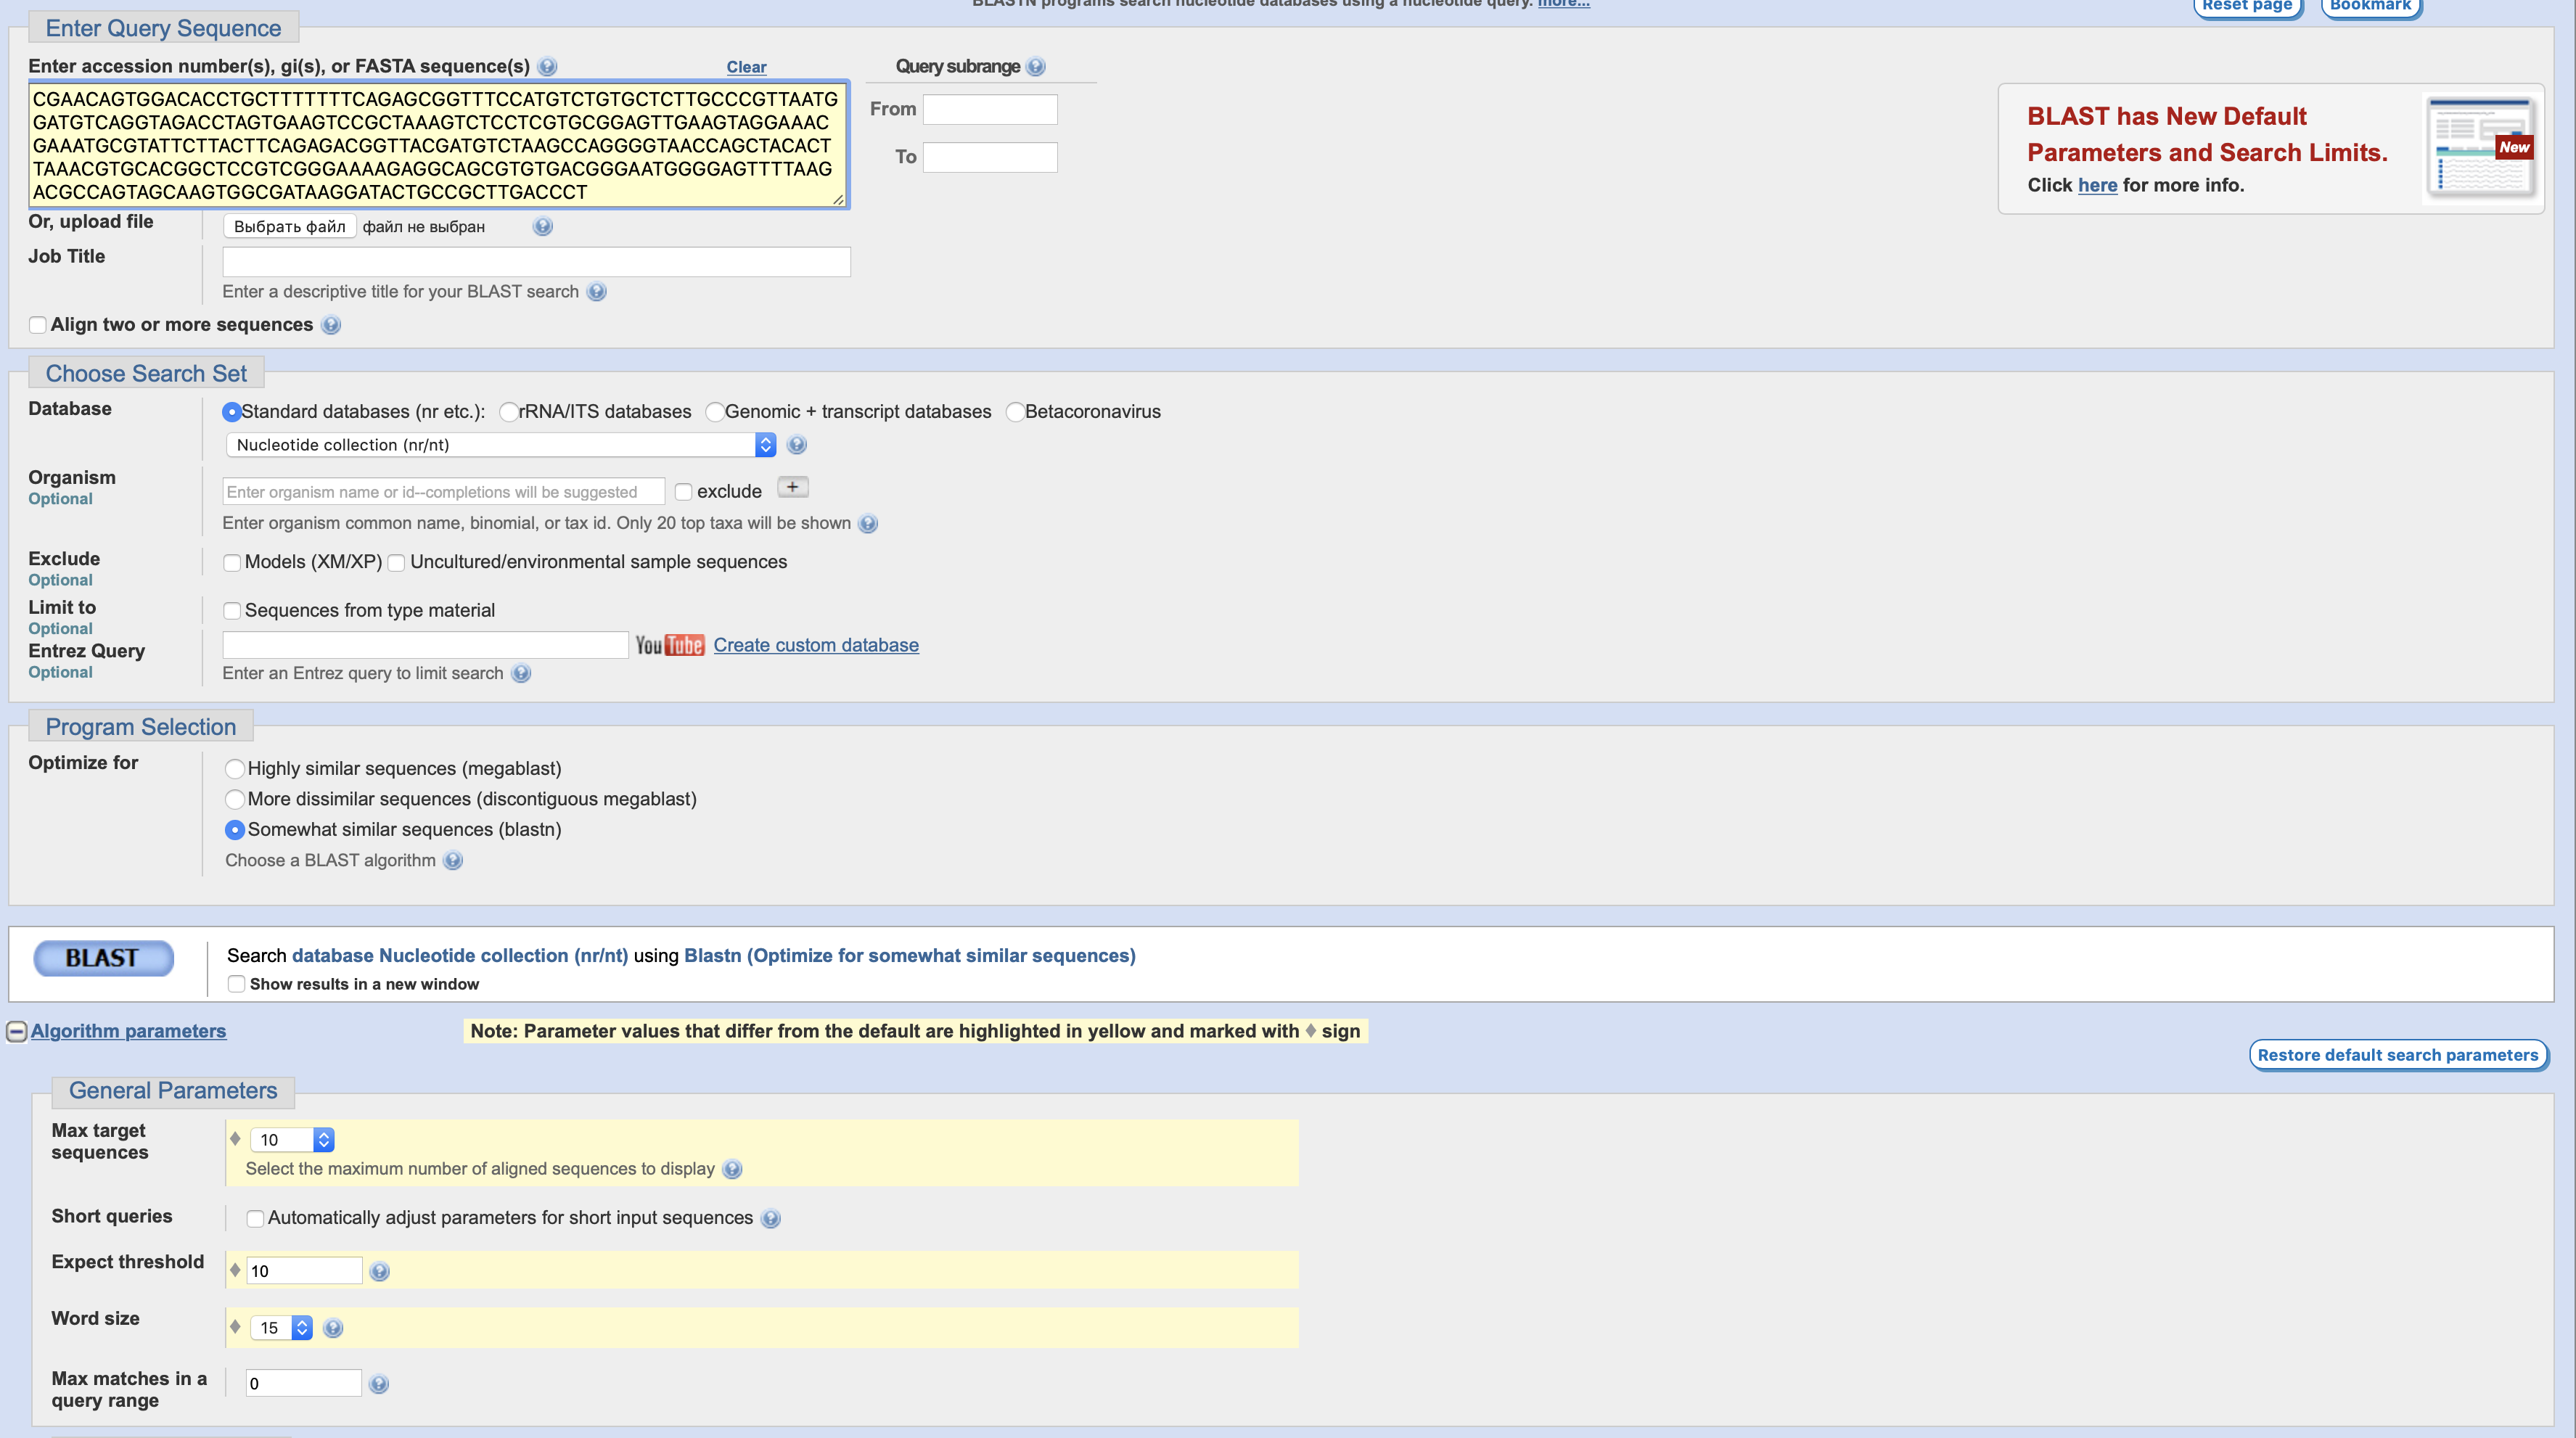 BLASTN programs search nucleotide databases using a nucleotide query. more...
Reset page Bookmark
Enter Query Sequence
Enter accession number(s), gi(s), or FASTA sequence(s) Clear Query subrange
CGAACAGTGGACACCTGCTTTTTTTCAGAGCGGTTTCCATGTCTGTGCTCTTGCCCGTTAATG
GATGTCAGGTAGACCTAGTGAAGTCCGCTAAAGTCTCCTCGTGCGGAGTTGAAGTAGGAAAC
GAAATGCGTATTCTTACTTCAGAGACGGTTACGATGTCTAAGCCAGGGGTAACCAGCTACACT
TAAACGTGCACGGCTCCGTCGGGAAAAGAGGCAGCGTGTGACGGGAATGGGGAGTTTTAAG
ACGCCAGTAGCAAGTGGCGATAAGGATACTGCCGCTTGACCCT
From
To
BLAST has New Default
Parameters and Search Limits.
Click here for more info.
New
Or, upload file Выбрать файл файл не выбран
Job Title
Enter a descriptive title for your BLAST search
Align two or more sequences
Choose Search Set
Database Standard databases (nr etc.): rRNA/ITS databases Genomic + transcript databases Betacoronavirus
Nucleotide collection (nr/nt)
Organism
Optional
Enter organism name or id--completions will be suggested exclude +
Enter organism common name, binomial, or tax id. Only 20 top taxa will be shown
Exclude Models (XM/XP) Uncultured/environmental sample sequences
Optional
Limit to Sequences from type material
Optional
Entrez Query You Tube Create custom database
Optional Enter an Entrez query to limit search
Program Selection
Optimize for
Highly similar sequences (megablast)
More dissimilar sequences (discontiguous megablast)
Somewhat similar sequences (blastn)
Choose a BLAST algorithm
BLAST
Search database Nucleotide collection (nr/nt) using Blastn (Optimize for somewhat similar sequences)
Show results in a new window
Algorithm parameters Note: Parameter values that differ from the default are highlighted in yellow and marked with ♦ sign
Restore default search parameters
General Parameters
Max target
sequences
♦ 10
Select the maximum number of aligned sequences to display
Short queries Automatically adjust parameters for short input sequences
Expect threshold ♦ 10
Word size ♦ 15
Max matches in a
query range
0